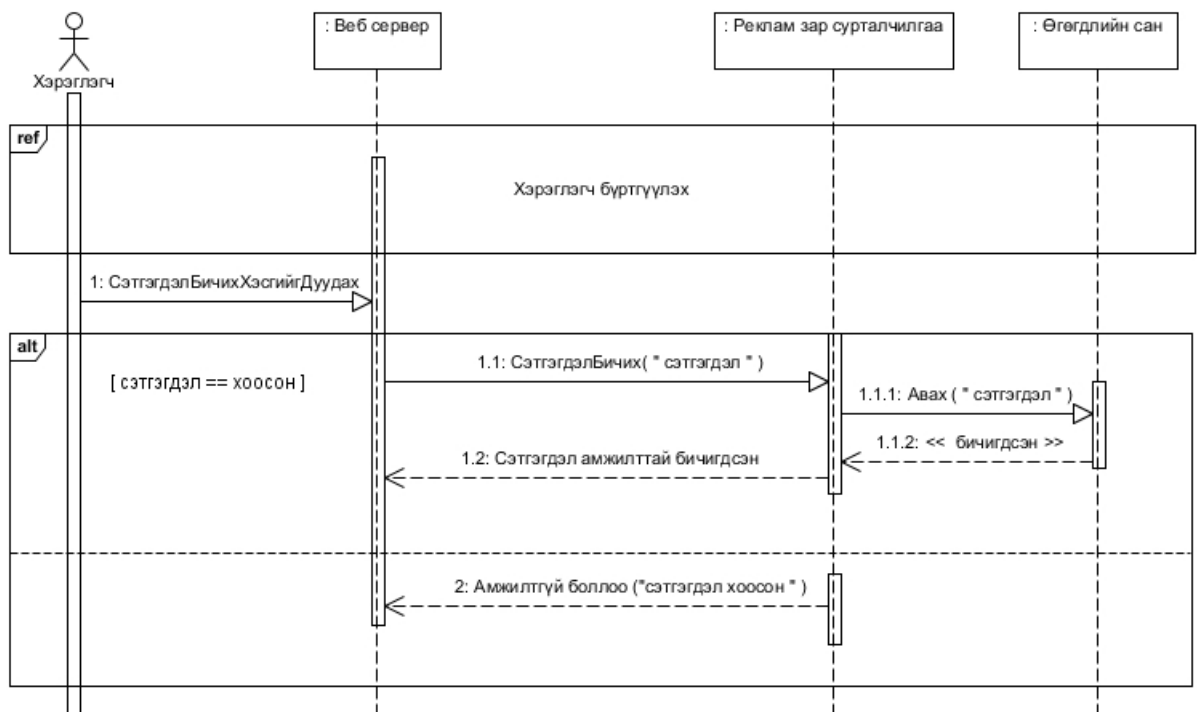 : Веб сервер
: Реклам зар сурталчилгаа
: Өгөгдлийн сан
Хэрэглэгч
ref
Хэрэглэгч бүртгүүлэх
1: СэтгэгдэлБичихХэсгийгДуудах
alt
1.1: СэтгэгдэлБичих( " сэтгэгдэл " )
[ сэтгэгдэл == хоосон ]
1.1.1: Авах ( " сэтгэгдэл " )
1.1.2: << бичигдсэн >>
1.2: Сэтгэгдэл амжилттай бичигдсэн
2: Амжилтгүй боллоо ("сэтгэгдэл хоосон " )